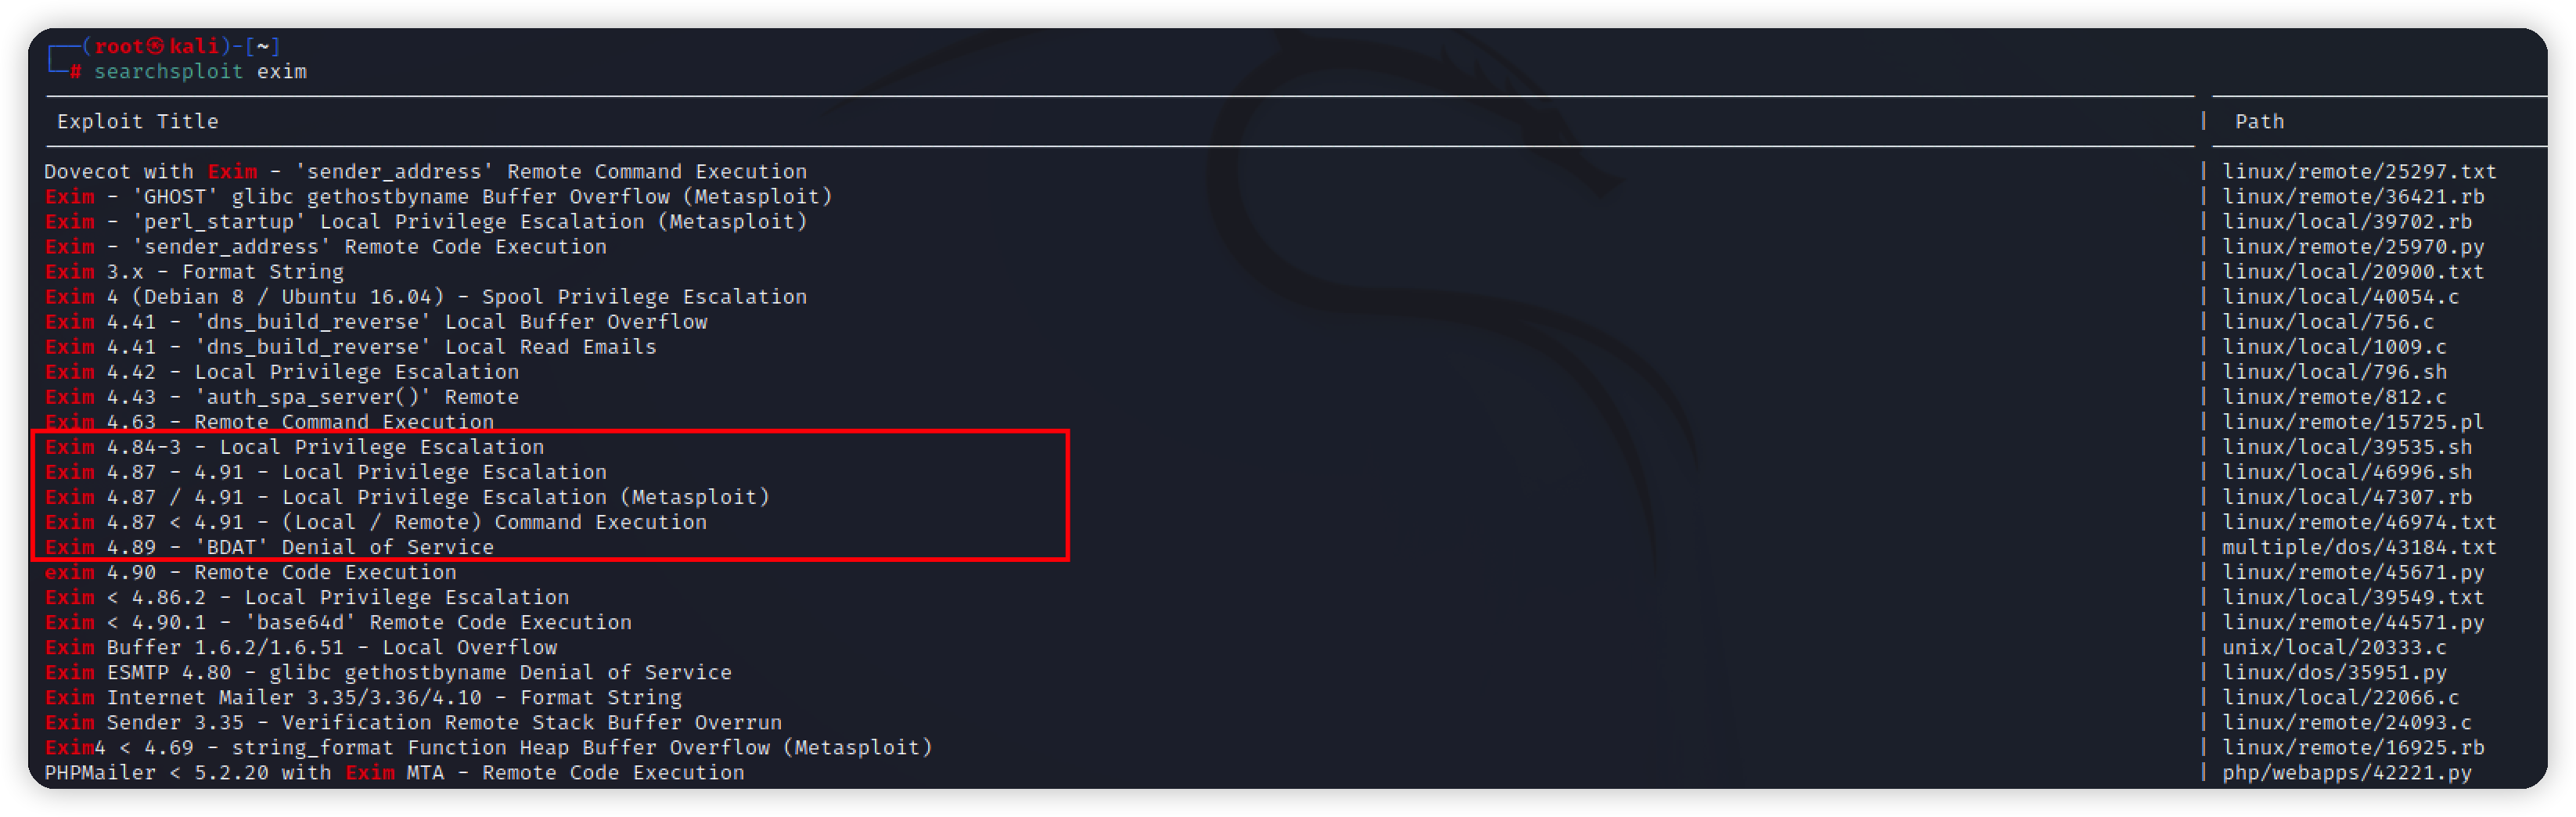 (root㉿kali)-[~]
# searchsploit exim
Exploit Title | Path
Dovecot with Exim - 'sender_address' Remote Command Execution | linux/remote/25297.txt
Exim - 'GHOST' glibc gethostbyname Buffer Overflow (Metasploit) | linux/remote/36421.rb
Exim - 'perl_startup' Local Privilege Escalation (Metasploit) | linux/local/39702.rb
Exim - 'sender_address' Remote Code Execution | linux/remote/25970.py
Exim 3.x - Format String | linux/local/20900.txt
Exim 4 (Debian 8 / Ubuntu 16.04) - Spool Privilege Escalation | linux/local/40054.c
Exim 4.41 - 'dns_build_reverse' Local Buffer Overflow | linux/local/756.c
Exim 4.41 - 'dns_build_reverse' Local Read Emails | linux/local/1009.c
Exim 4.42 - Local Privilege Escalation | linux/local/796.sh
Exim 4.43 - 'auth_spa_server()' Remote | linux/remote/812.c
Exim 4.63 - Remote Command Execution | linux/remote/15725.pl
Exim 4.84-3 - Local Privilege Escalation | linux/local/39535.sh
Exim 4.87 - 4.91 - Local Privilege Escalation | linux/local/46996.sh
Exim 4.87 / 4.91 - Local Privilege Escalation (Metasploit) | linux/local/47307.rb
Exim 4.87 < 4.91 - (Local / Remote) Command Execution | linux/remote/46974.txt
Exim 4.89 - 'BDAT' Denial of Service | multiple/dos/43184.txt
exim 4.90 - Remote Code Execution | linux/remote/45671.py
Exim < 4.86.2 - Local Privilege Escalation | linux/local/39549.txt
Exim < 4.90.1 - 'base64d' Remote Code Execution | linux/remote/44571.py
Exim Buffer 1.6.2/1.6.51 - Local Overflow | unix/local/20333.c
Exim ESMTP 4.80 - glibc gethostbyname Denial of Service | linux/dos/35951.py
Exim Internet Mailer 3.35/3.36/4.10 - Format String | linux/local/22066.c
Exim Sender 3.35 - Verification Remote Stack Buffer Overrun | linux/remote/24093.c
Exim4 < 4.69 - string_format Function Heap Buffer Overflow (Metasploit) | linux/remote/16925.rb
PHPMailer < 5.2.20 with Exim MTA - Remote Code Execution | php/webapps/42221.py